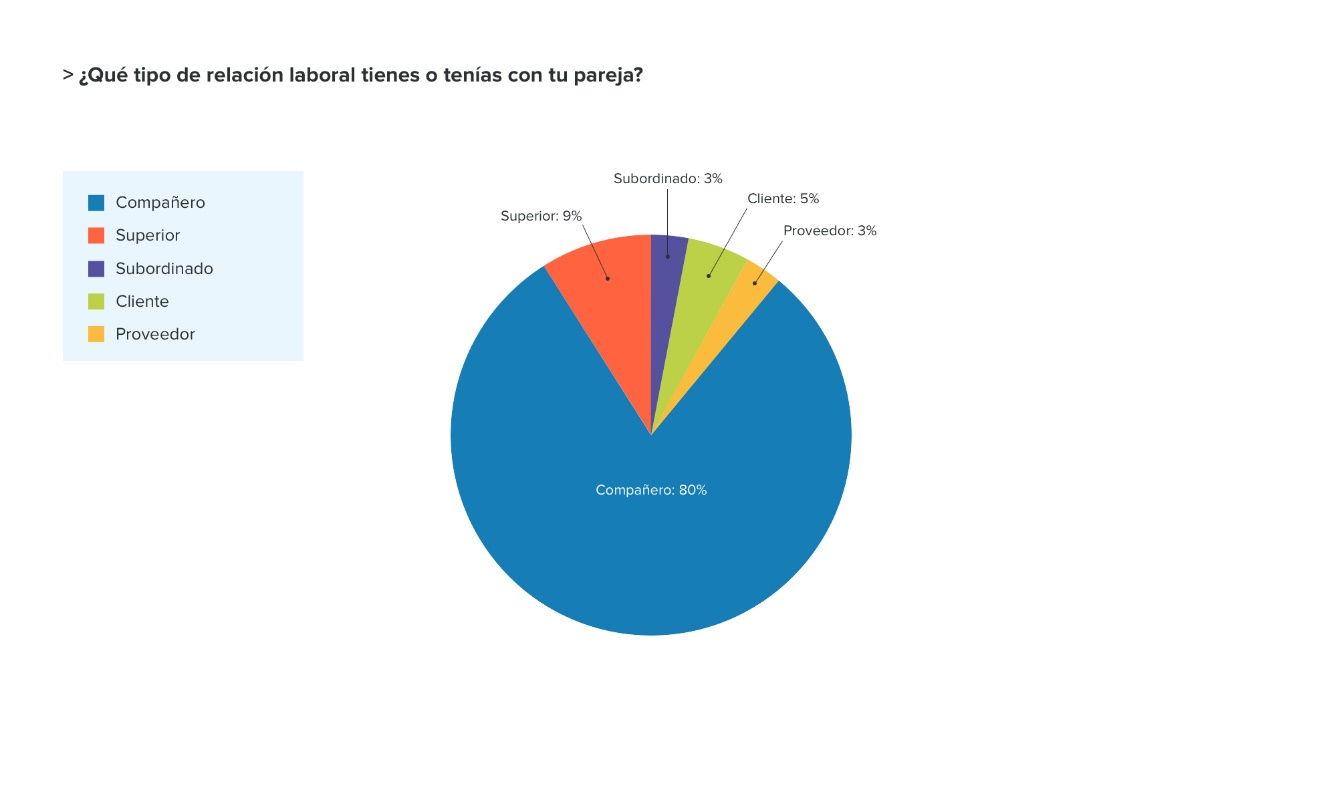 > ¿Qué tipo de relación laboral tienes o tenías con tu pareja?
Compañero
Superior
Subordinado
Cliente
Proveedor
Subordinado: 3%
Cliente: 5%
Superior: 9%
Proveedor: 3%
Compañero: 80%